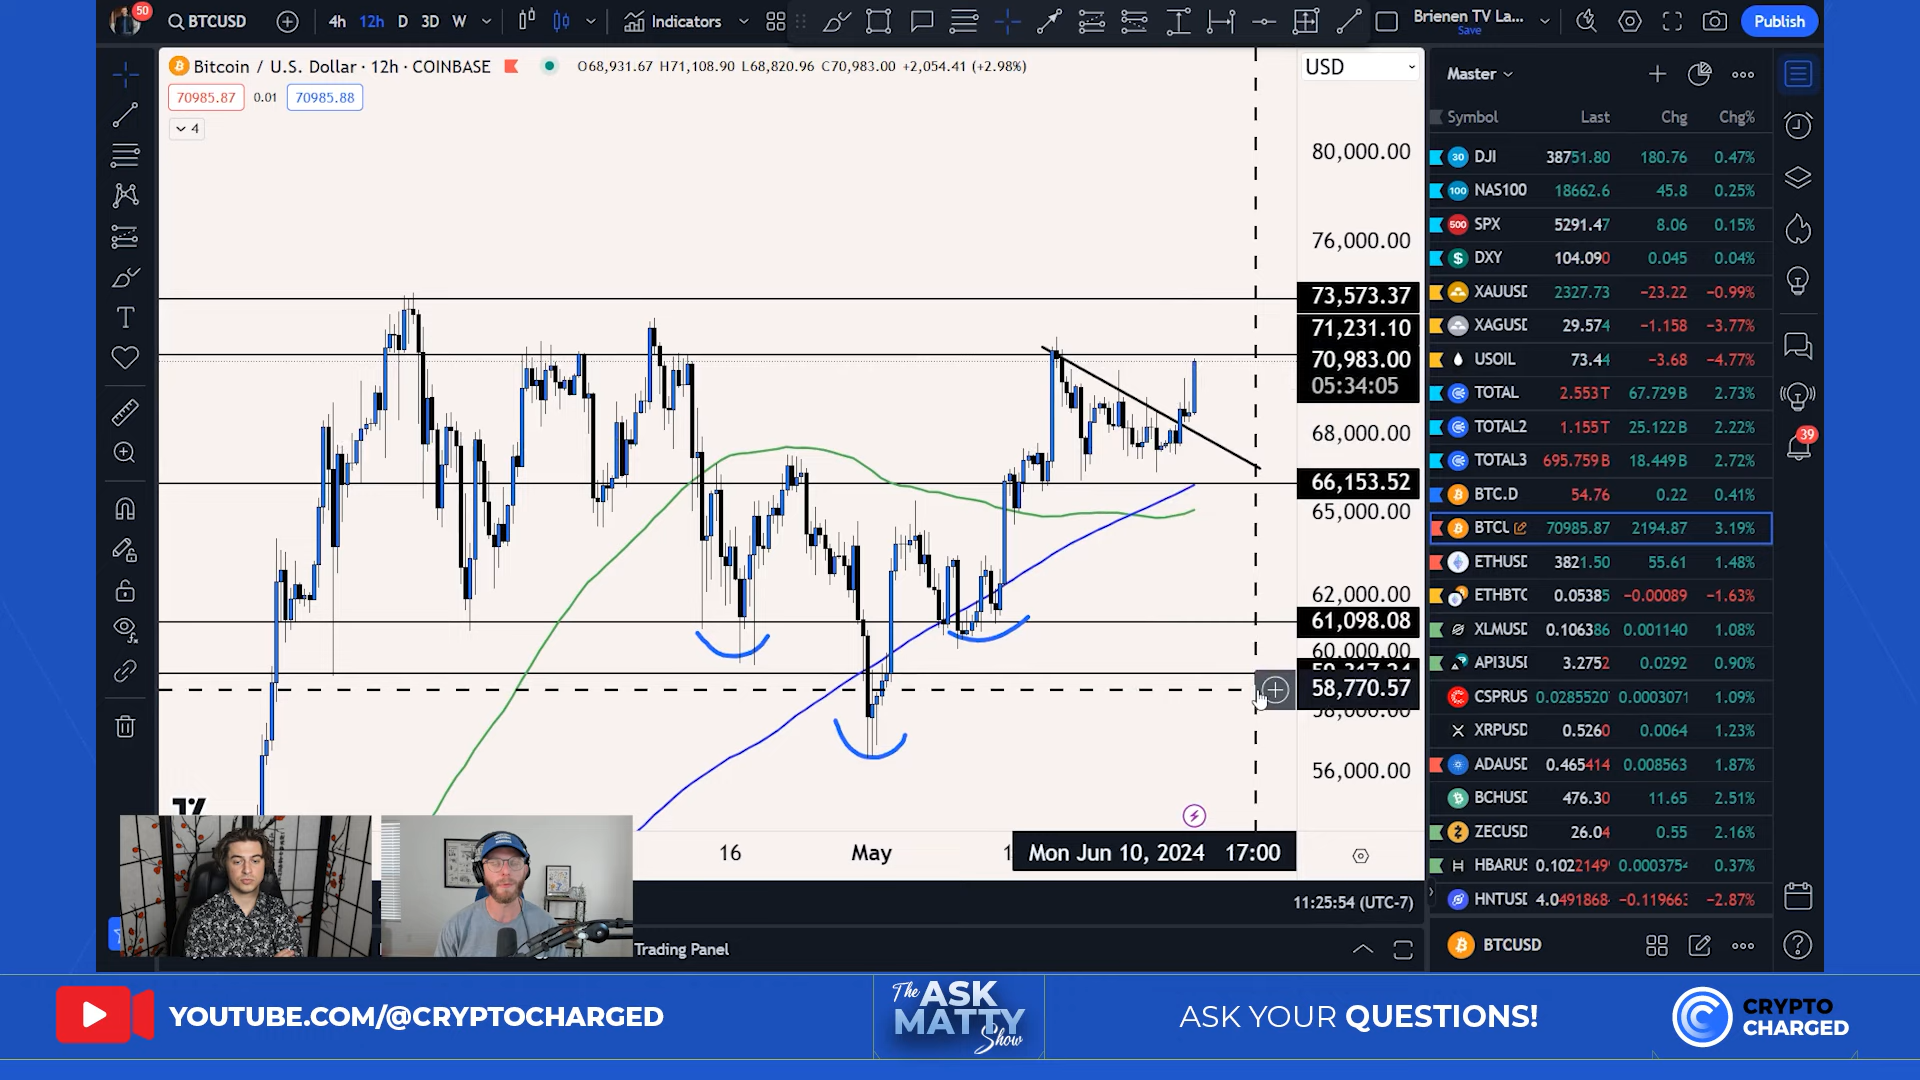 50
BTCUSD
4h 12h D 3D W
Indicators
Brienen TV La...
Save
Publish
Bitcoin / U.S. Dollar · 12h · COINBASE
O68,931.67 H71,108.90 L68,820.96 C70,983.00 +2,054.41 (+2.98%)
70985.87 0.01 70985.88
4
USD
80,000.00
76,000.00
73,573.37
71,231.10
70,983.00
05:34:05
68,000.00
66,153.52
65,000.00
62,000.00
61,098.08
60,000.00
58,770.57
58,000.00
56,000.00
16 May
Mon Jun 10, 2024 17:00
11:25:54 (UTC-7)
Trading Panel
Master
Symbol Last Chg Chg%
30 DJI 38751.80 180.76 0.47%
100 NAS100 18662.6 45.8 0.25%
500 SPX 5291.47 8.06 0.15%
$ DXY 104.090 0.045 0.04%
XAUUSD 2327.73 −23.22 −0.99%
XAGUSD 29.574 −1.158 −3.77%
USOIL 73.44 −3.68 −4.77%
TOTAL 2.553T 67.729B 2.73%
TOTAL2 1.155T 25.122B 2.22%
TOTAL3 695.759B 18.449B 2.72%
BTC.D 54.76 0.22 0.41%
BTCU 70985.87 2194.87 3.19%
ETHUSD 3821.50 55.61 1.48%
ETHBTC 0.05385 −0.00089 −1.63%
XLMUSD 0.106386 0.001140 1.08%
API3USD 3.2752 0.0292 0.90%
CSPRUS 0.0285520 0.0003071 1.09%
XRPUSD 0.5260 0.0064 1.23%
ADAUSD 0.465414 0.008563 1.87%
BCHUSD 476.30 11.65 2.51%
ZECUSD 26.04 0.55 2.16%
HBARUS 0.1022149 0.0003754 0.37%
HNTUSD 4.0491868 −0.119663 −2.87%
BTCUSD
39
YOUTUBE.COM/@CRYPTOCHARGED
The ASK
MATTY
Show
ASK YOUR QUESTIONS!
CRYPTO
CHARGED